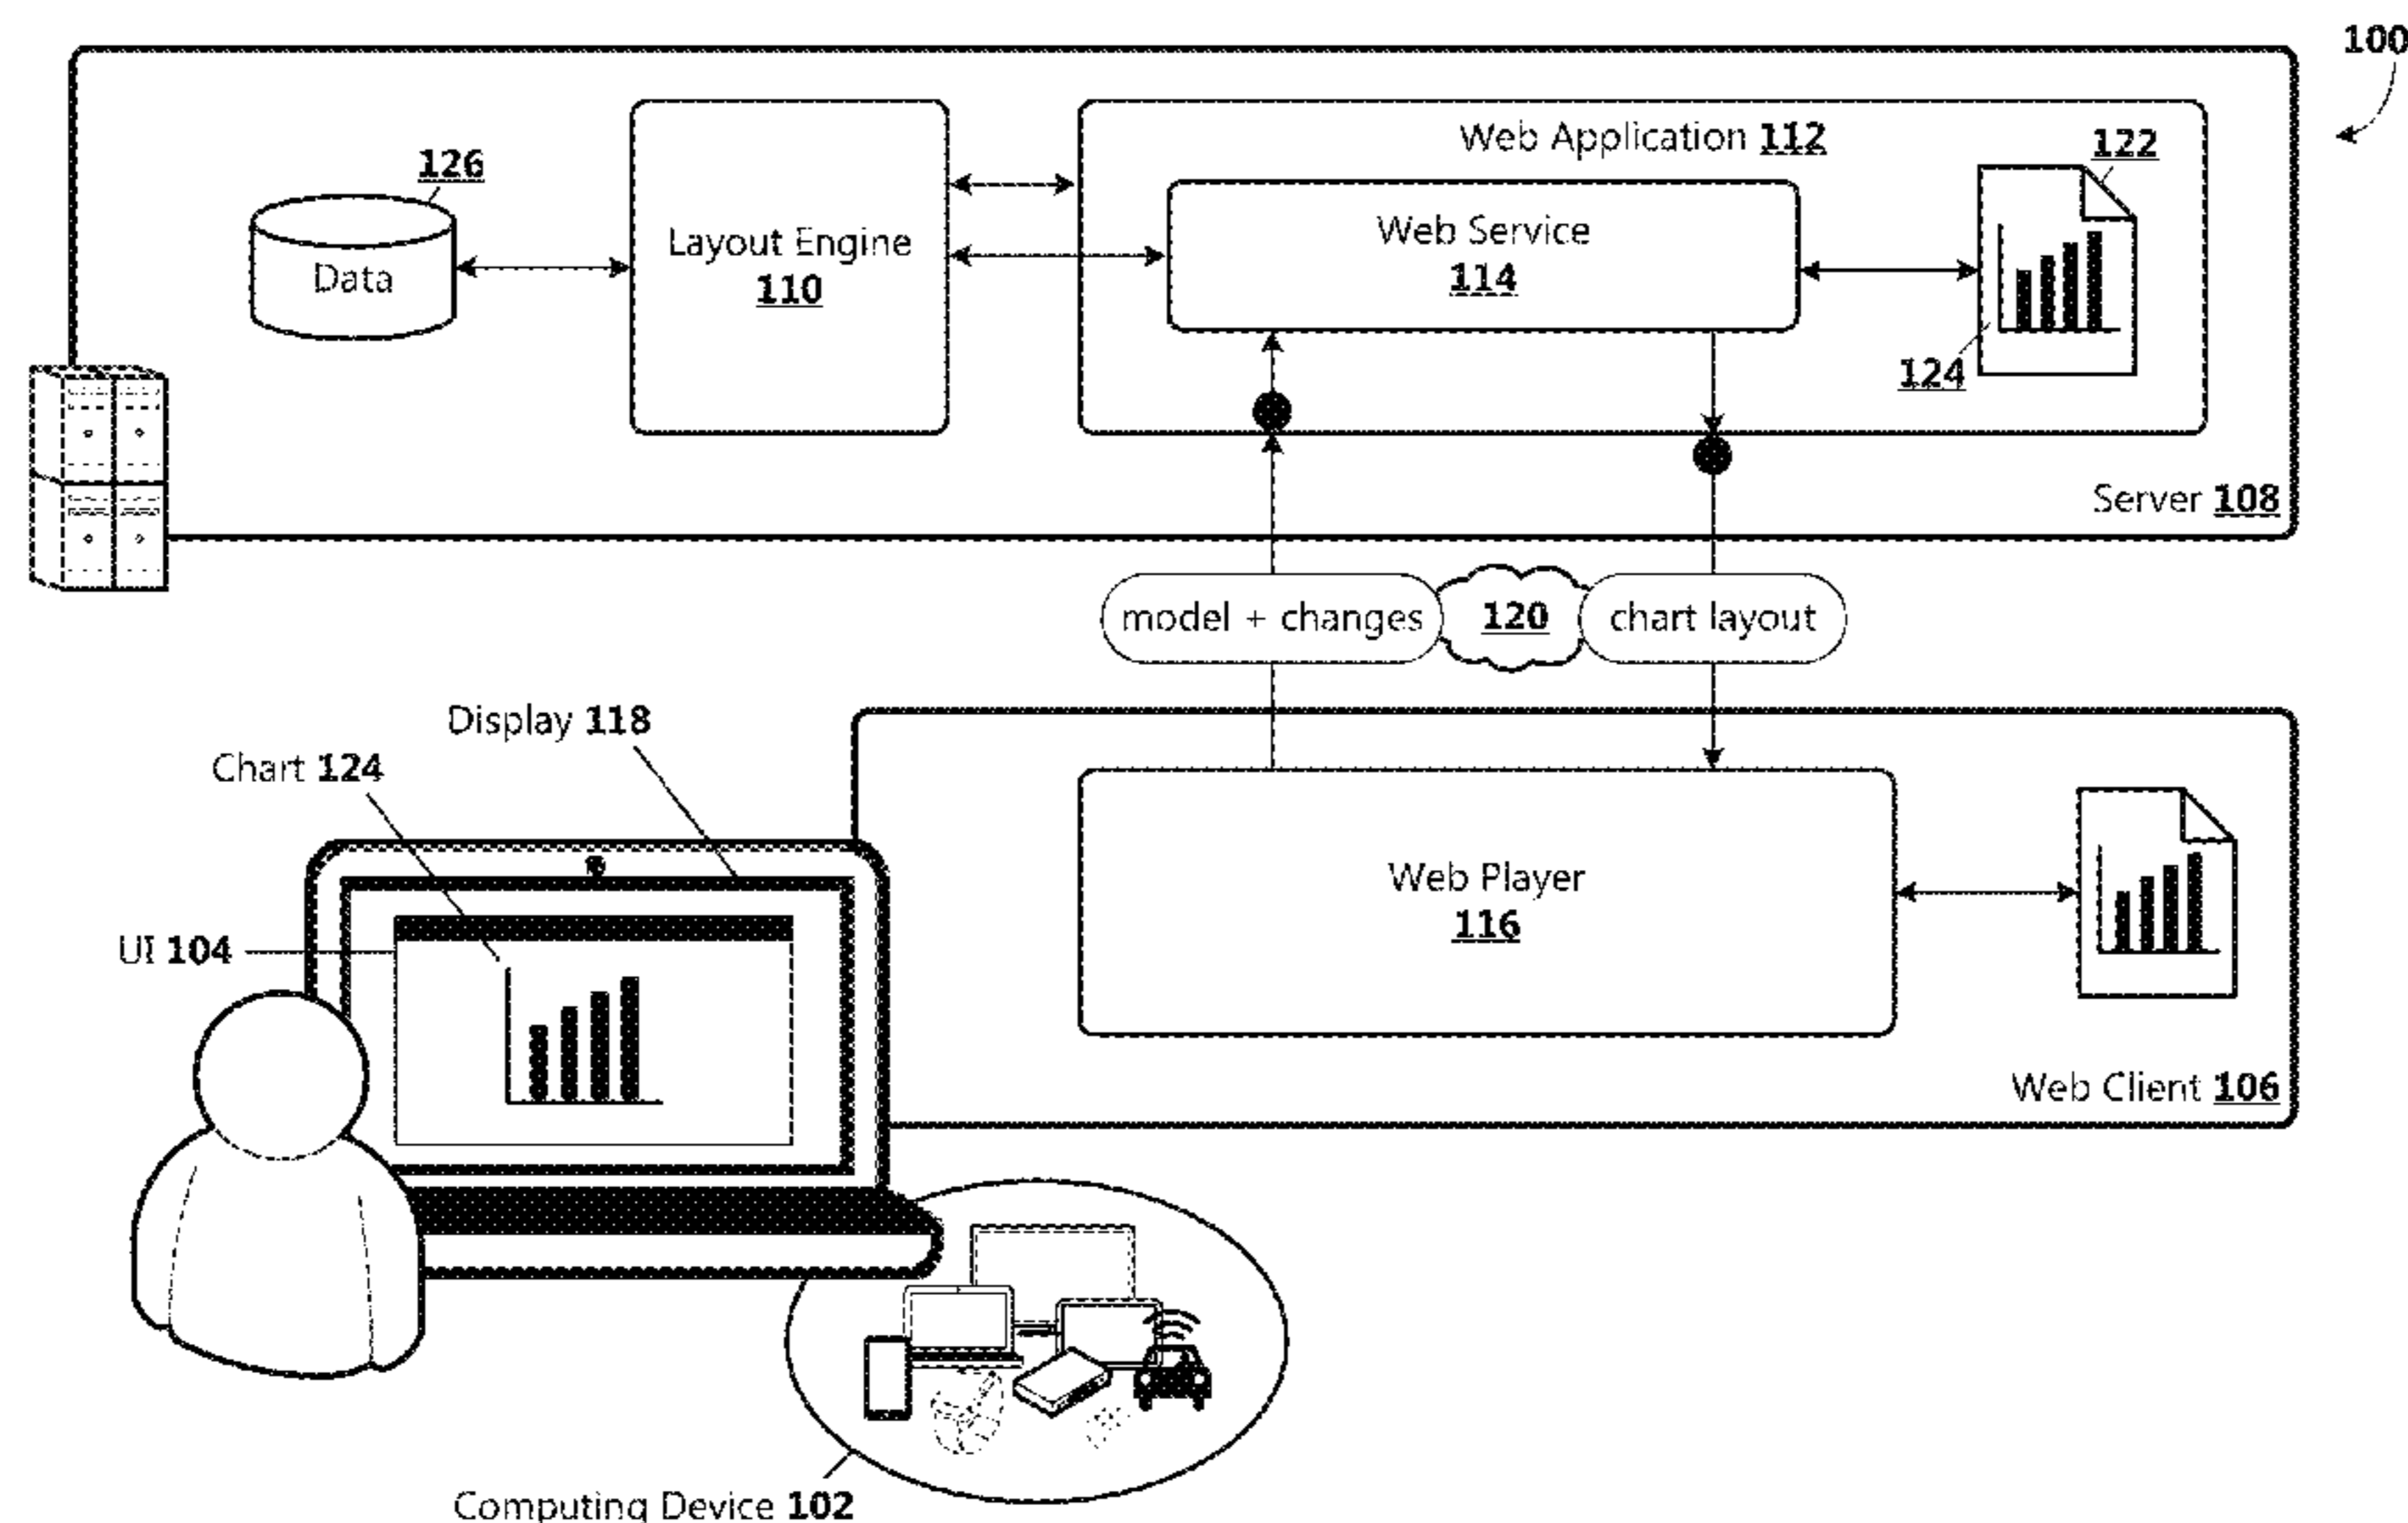 100
Web Application 112
122
126
Layout Engine
110
Web Service
114
Data
124
Server 108
model + changes
120
chart layout
Display 118
Chart 124
Web Player
116
UI 104
Web Client 106
Computing Device 102